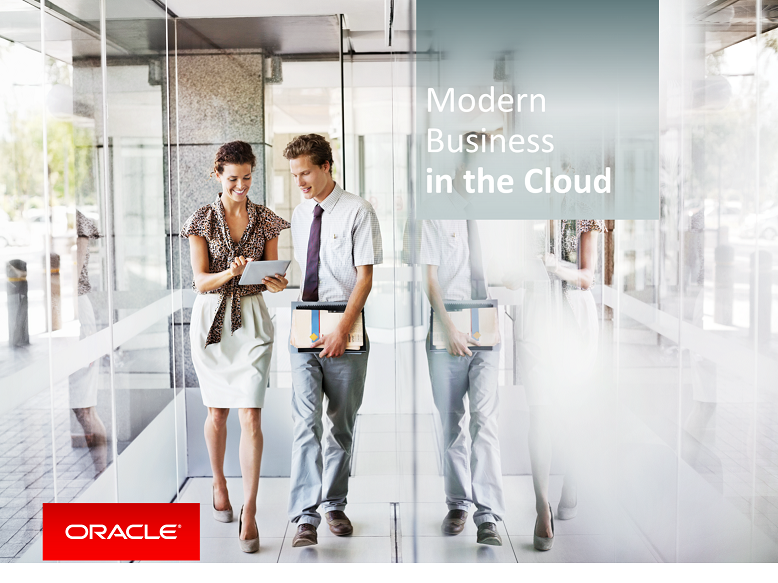 Modern
Business
in the Cloud
ORACLE®